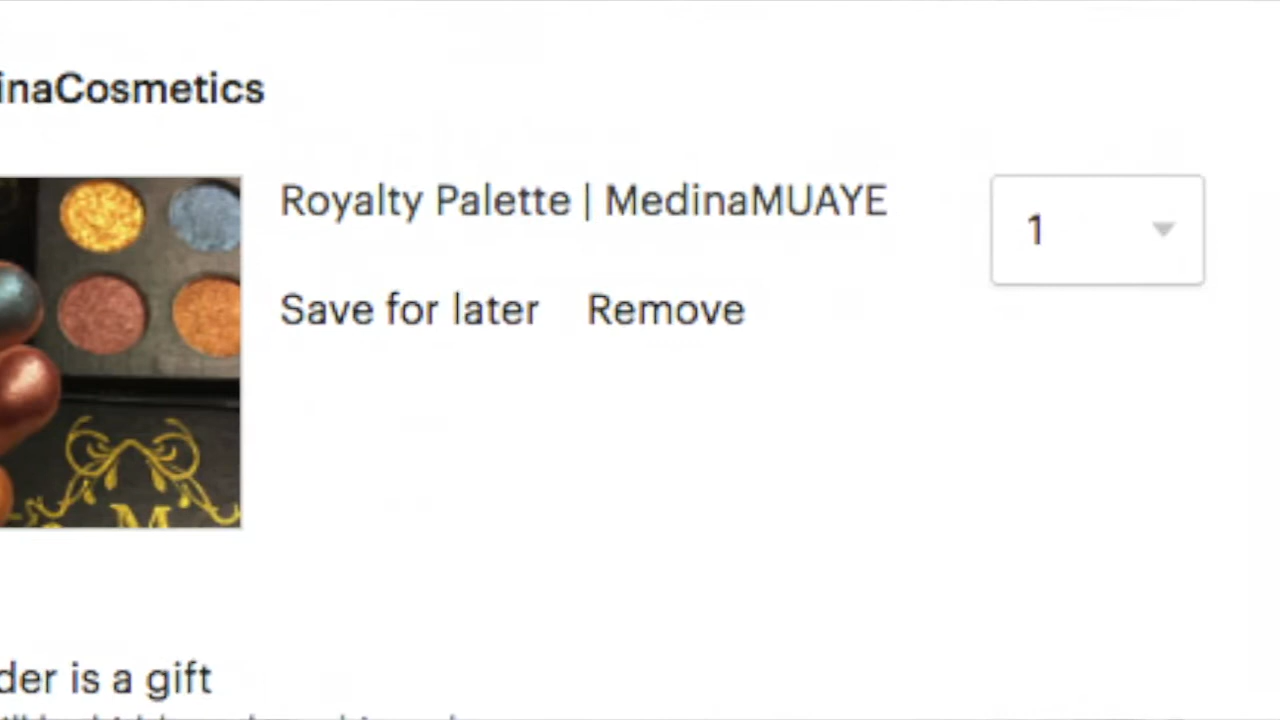 inaCosmetics
Royalty Palette | MedinaMUAYE
1
Save for later Remove
M
der is a gift